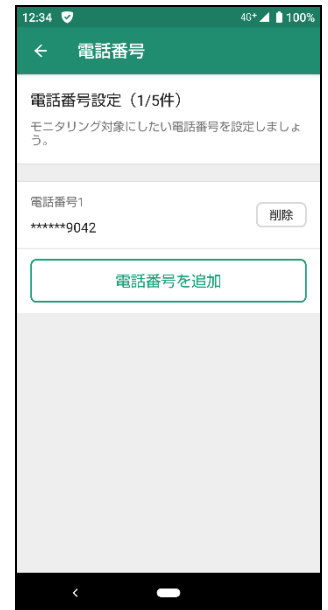 12:34 4G+ 100%
電話番号
電話番号設定（1/5件）
モニタリング対象にしたい電話番号を設定しましょ
う。
電話番号1
削除
******9042
電話番号を追加